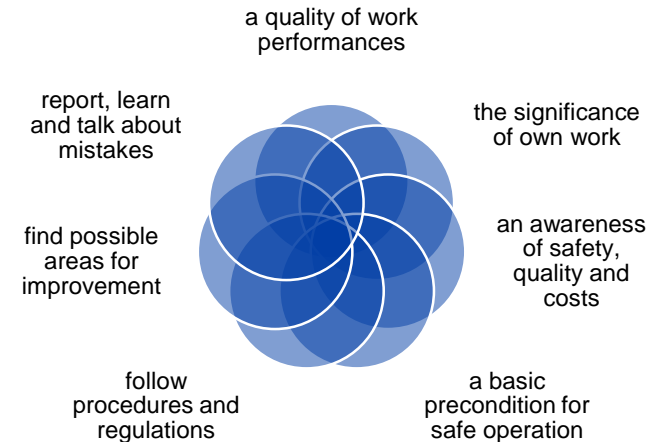 a quality of work
performances
the significance
of own work
an awareness
of safety,
quality and
costs
a basic
precondition for
safe operation
follow
procedures and
regulations
find possible
areas for
improvement
report, learn
and talk about
mistakes